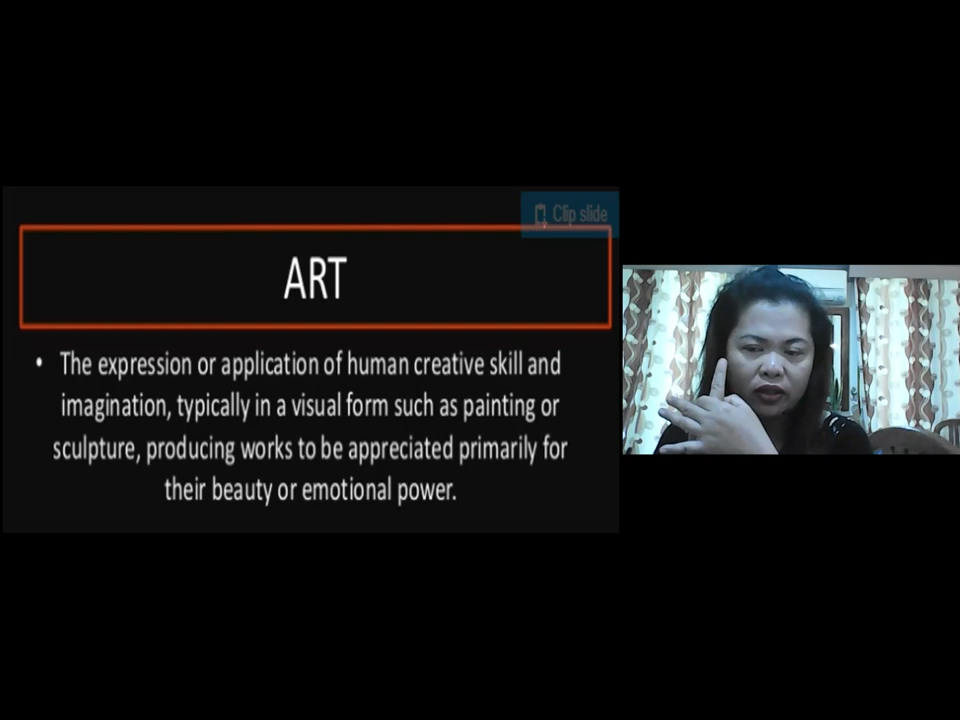 Clip slide
ART
• The expression or application of human creative skill and
imagination, typically in a visual form such as painting or
sculpture, producing works to be appreciated primarily for
their beauty or emotional power.